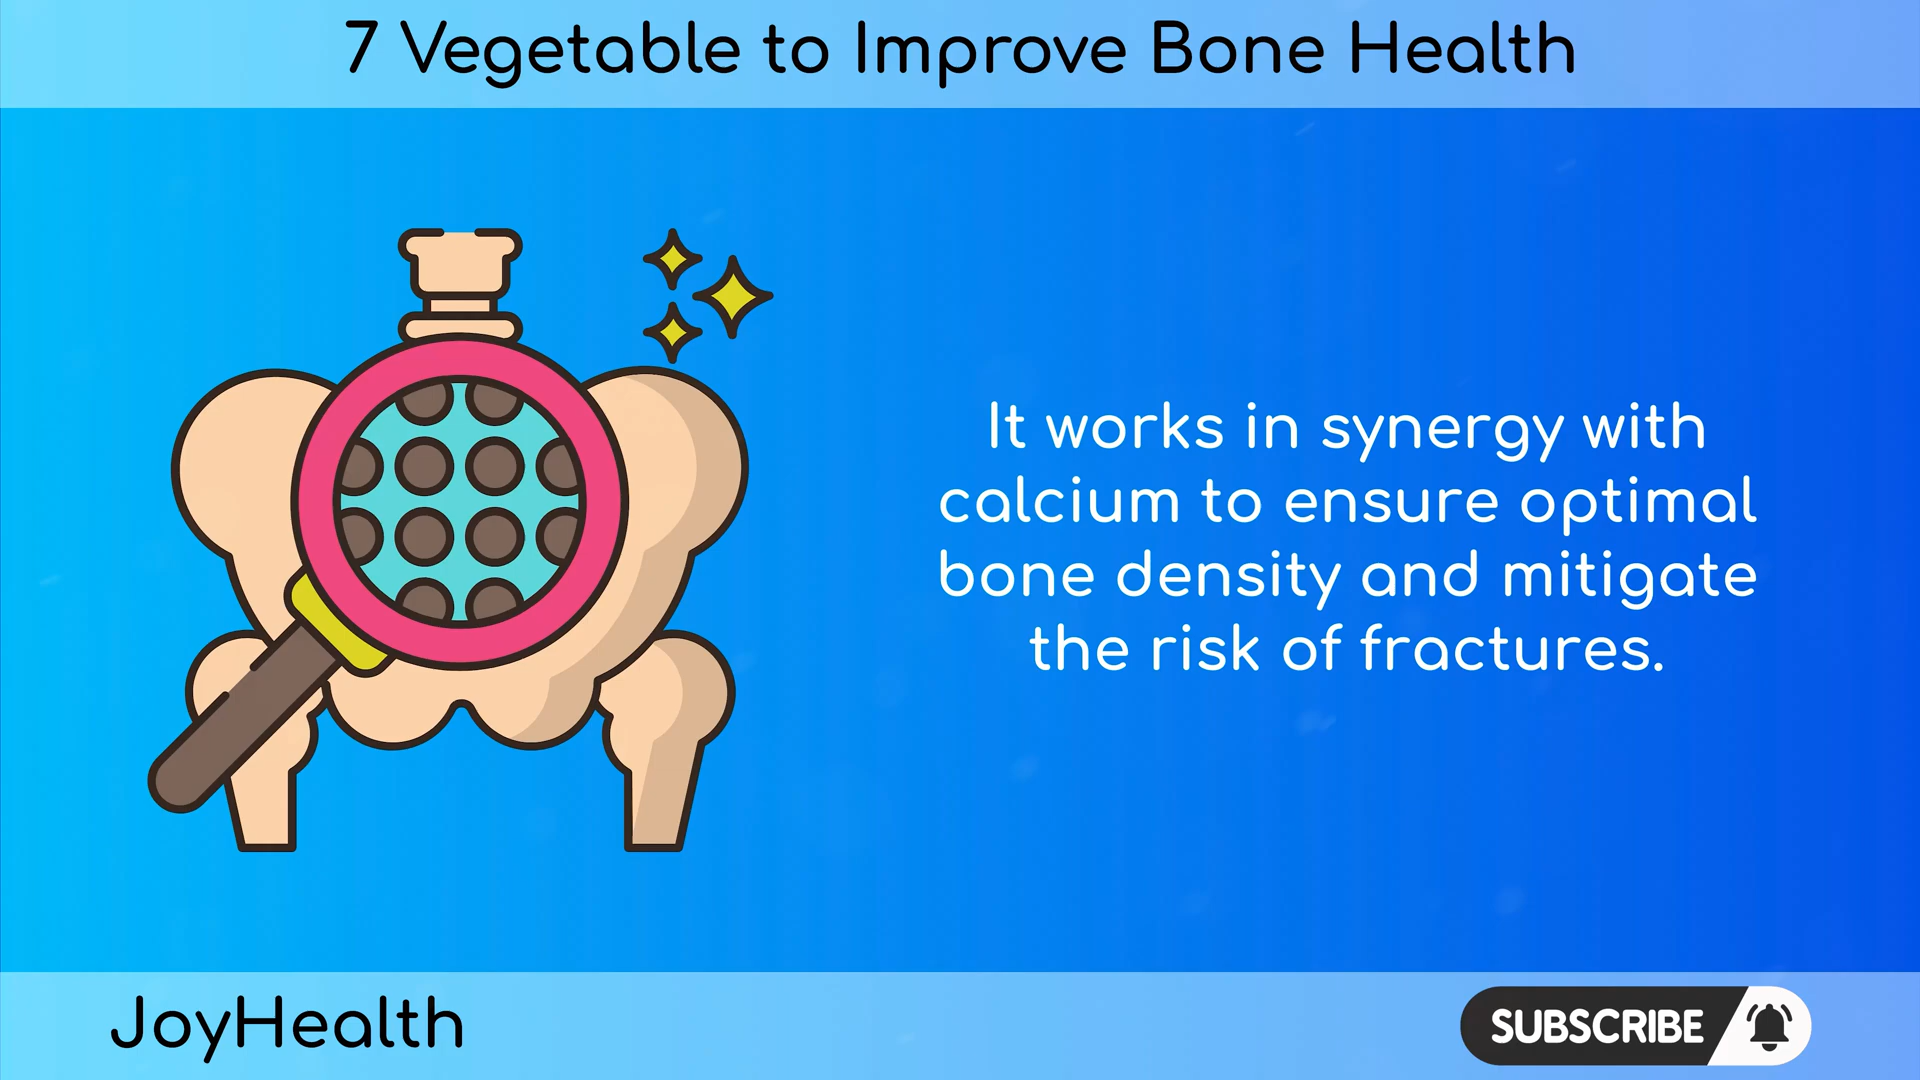 7 Vegetable to Improve Bone Health
It works in synergy with
calcium to ensure optimal
bone density and mitigate
the risk of fractures.
JoyHealth
SUBSCRIBE